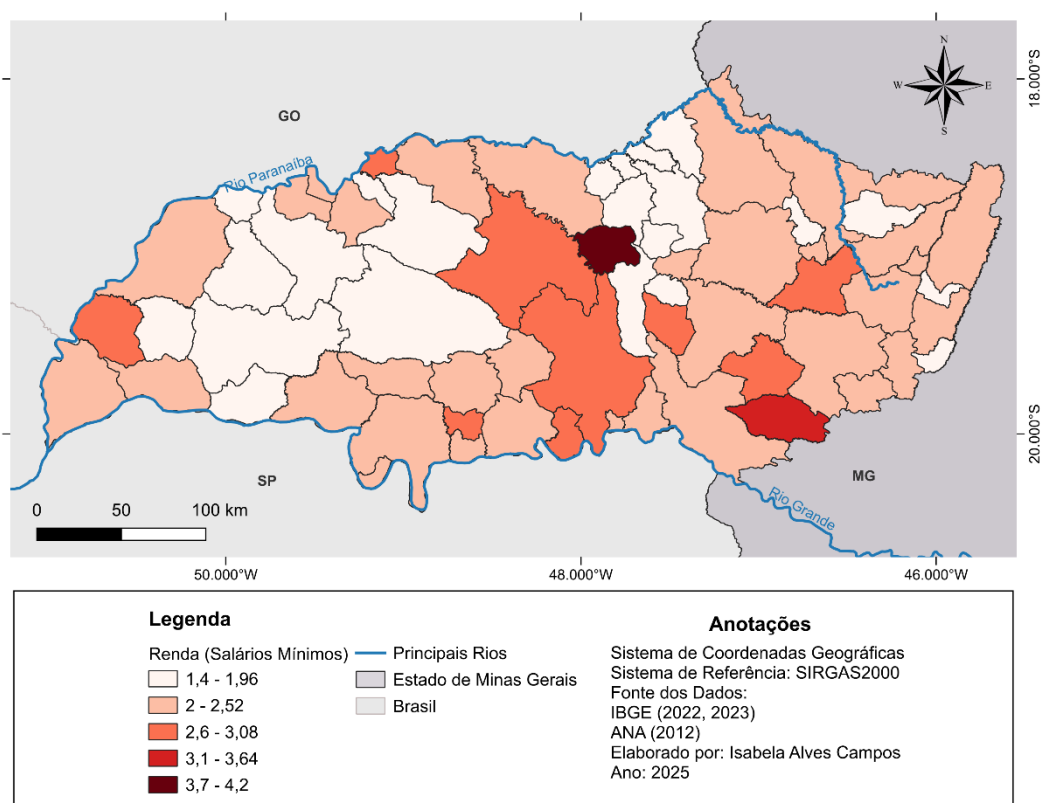 N
W
E
S
18.000°S
GO
Rio Paranaíba
20.000°S
SP
MG
Rio Grande
0 50 100 km
50.000°W 48.000°W 46.000°W
Legenda
Renda (Salários Mínimos)
1,4 - 1,96
2 - 2,52
2,6 - 3,08
3,1 - 3,64
3,7 - 4,2
Principais Rios
Estado de Minas Gerais
Brasil
Anotações
Sistema de Coordenadas Geográficas
Sistema de Referência: SIRGAS2000
Fonte dos Dados:
IBGE (2022, 2023)
ANA (2012)
Elaborado por: Isabela Alves Campos
Ano: 2025